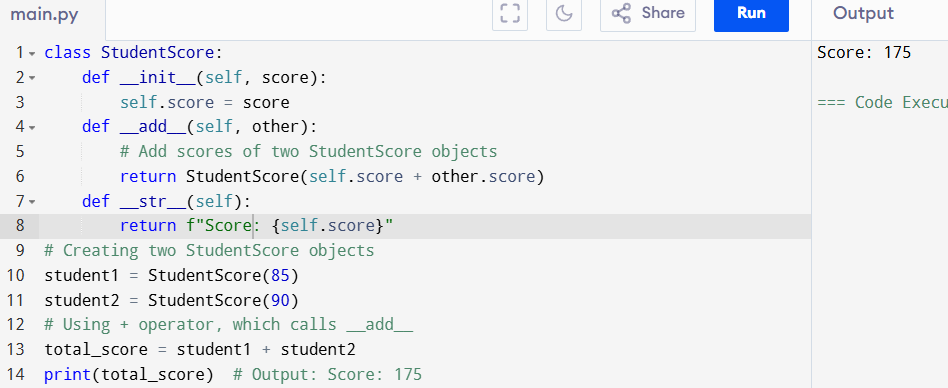 main.py Share Run Output
1 class StudentScore:
2     def __init__(self, score):
3         self.score = score
4     def __add__(self, other):
5         # Add scores of two StudentScore objects
6         return StudentScore(self.score + other.score)
7     def __str__(self):
8         return f"Score: {self.score}"
9 # Creating two StudentScore objects
10 student1 = StudentScore(85)
11 student2 = StudentScore(90)
12 # Using + operator, which calls __add__
13 total_score = student1 + student2
14 print(total_score)  # Output: Score: 175
Score: 175
=== Code Execu